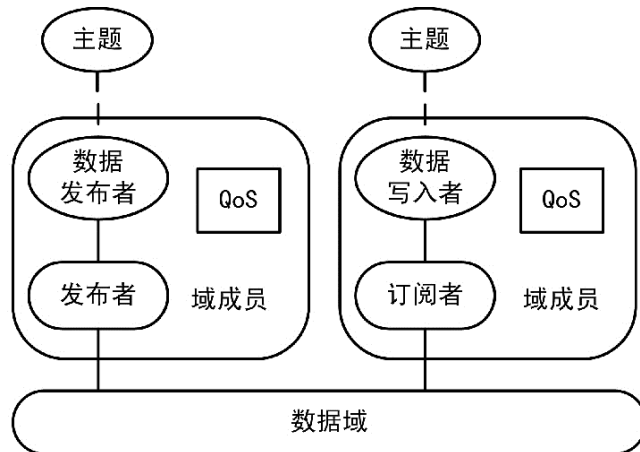 主题
主题
数据
发布者
QoS
数据
写入者
QoS
发布者
域成员
订阅者
域成员
数据域